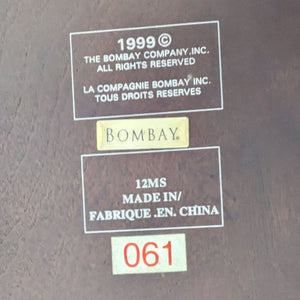 1999©
THE BOMBAY COMPANY.INC.
ALL RIGHTS RESERVED
LA COMPAGNIE BOMBAY INC.
TOUS DROITS RESERVES
BOMBAY®
12MS
MADE IN/
FABRIQUE .EN. CHINA
061